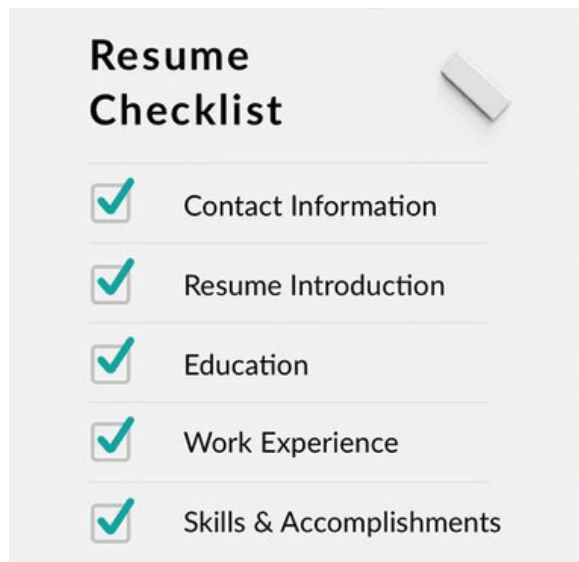 Resume
Checklist
Contact Information
Resume Introduction
Education
Work Experience
Skills & Accomplishments